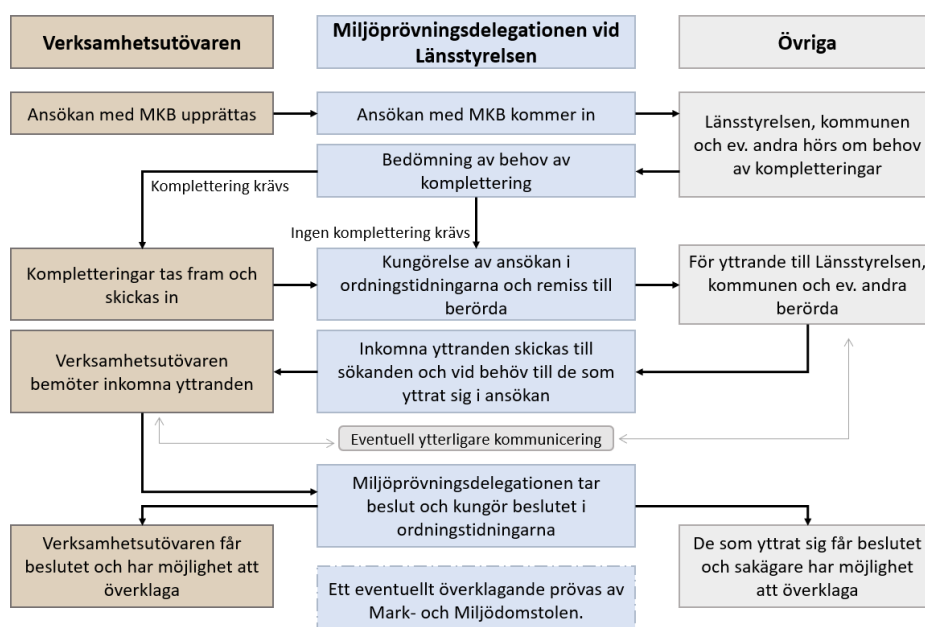 Verksamhetsutövaren
Miljöprövningsdelegationen vid
Länsstyrelsen
Övriga
Ansökan med MKB upprättas
Ansökan med MKB kommer in
Länsstyrelsen, kommunen
och ev. andra hörs om behov
av kompletteringar
Bedömning av behov av
komplettering
Komplettering krävs
Ingen komplettering krävs
Kompletteringar tas fram och
skickas in
Kungörelse av ansökan i
ordningstidningarna och remiss till
berörda
För yttrande till Länsstyrelsen,
kommunen och ev. andra
berörda
Inkomna yttranden skickas till
sökanden och vid behöv till de som
yttrat sig i ansökan
Verksamhetsutövaren
bemöter inkomna yttranden
Eventuell ytterligare kommunicering
Miljöprövningsdelegationen tar
beslut och kungör beslutet i
ordningstidningarna
Verksamhetsutövaren får
beslutet och har möjlighet att
överklaga
De som yttrat sig får beslutet
och sakägare har möjlighet
att överklaga
Ett eventuellt överklagande prövas av
Mark- och Miljödomstolen.